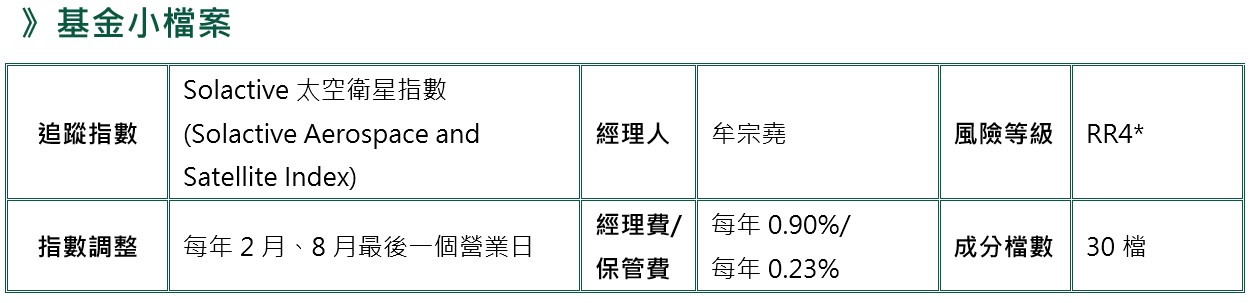 》基金小檔案
追蹤指數
Solactive 太空衛星指數
(Solactive Aerospace and
Satellite Index)
經理人
牟宗堯
風險等級
RR4*
指數調整
每年 2 月、8 月最後一個營業日
經理費/
保管費
每年 0.90%/
每年 0.23%
成分檔數
30 檔